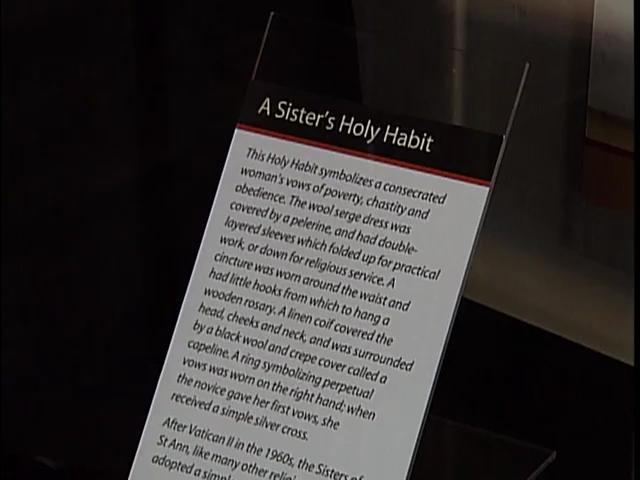 A Sister's Holy Habit
This Holy Habit symbolizes a consecrated
woman's vows of poverty, chastity and
obedience. The wool serge dress was
covered by a pelerine, and had double-
layered sleeves which folded up for practical
work, or down for religious service. A
cincture was worn around the waist and
had little hooks from which to hang a
wooden rosary. A linen coif covered the
head, cheeks and neck, and was surrounded
by a black wool and crepe cover called a
capeline. A ring symbolizing perpetual
vows was worn on the right hand; when
the novice gave her first vows, she
received a simple silver cross.
After Vatican II in the 1960s, the Sisters of
St Ann, like many other
adopted a